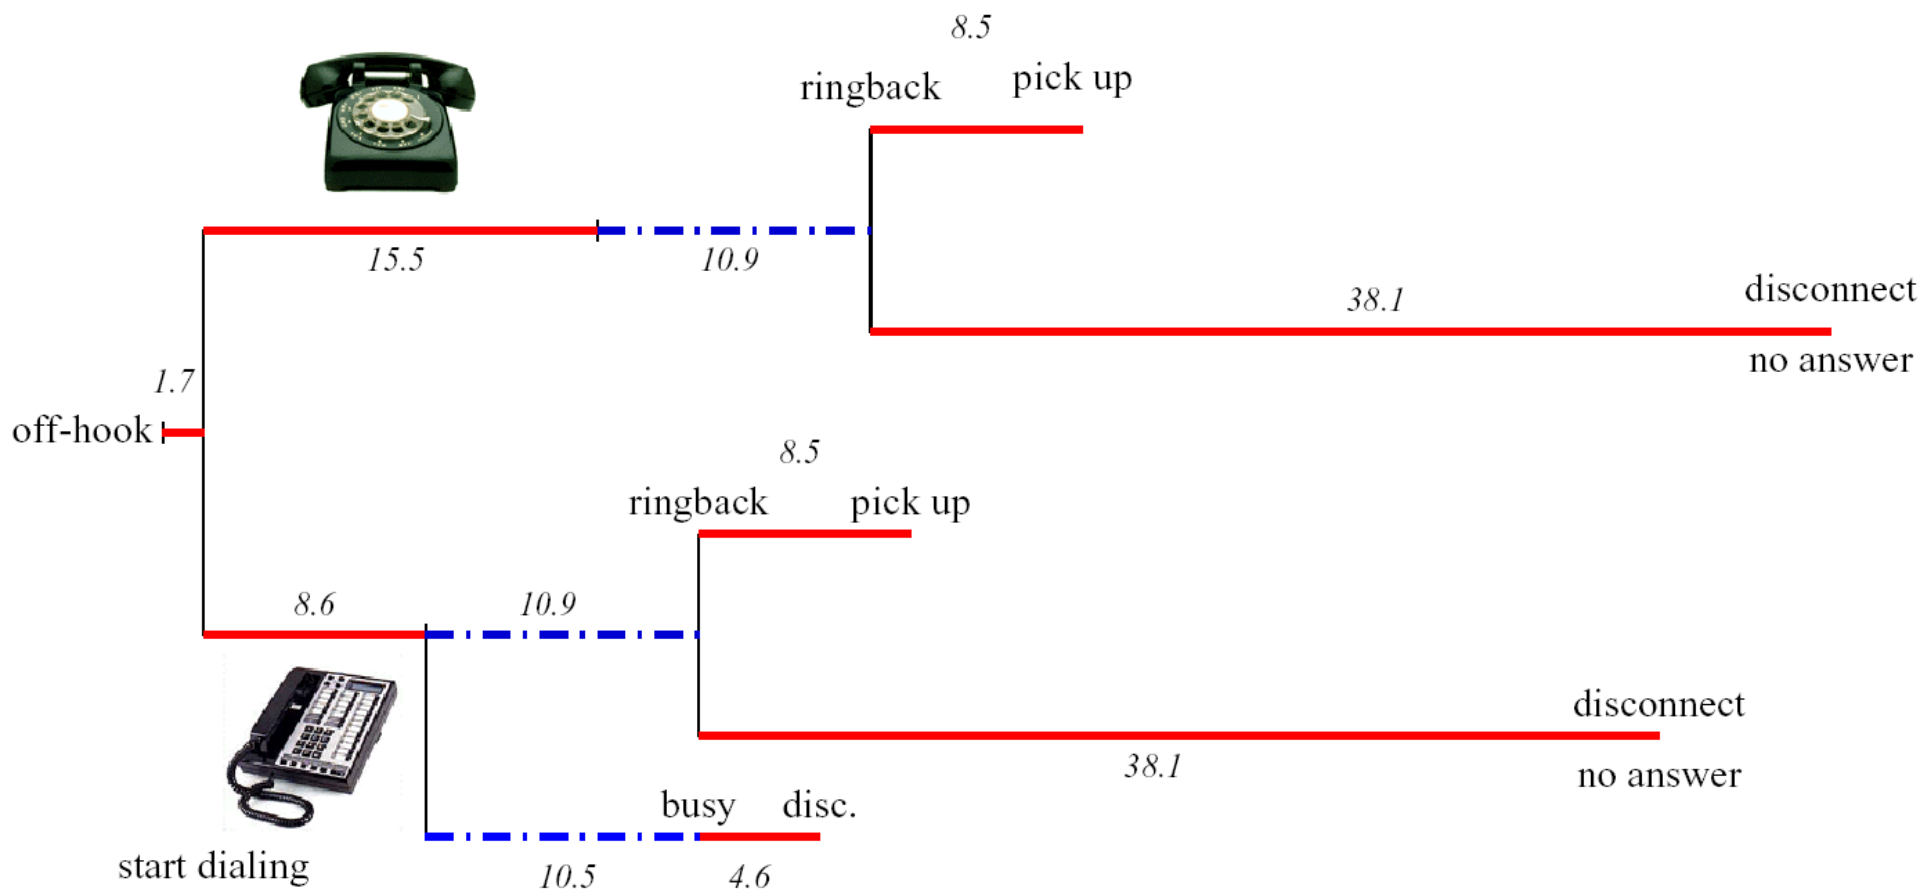 8.5
ringback pick up
15.5 10.9
38.1 disconnect
no answer
1.7
off-hook
8.5
ringback pick up
8.6 10.9
disconnect
38.1 no answer
busy disc.
start dialing 10.5 4.6